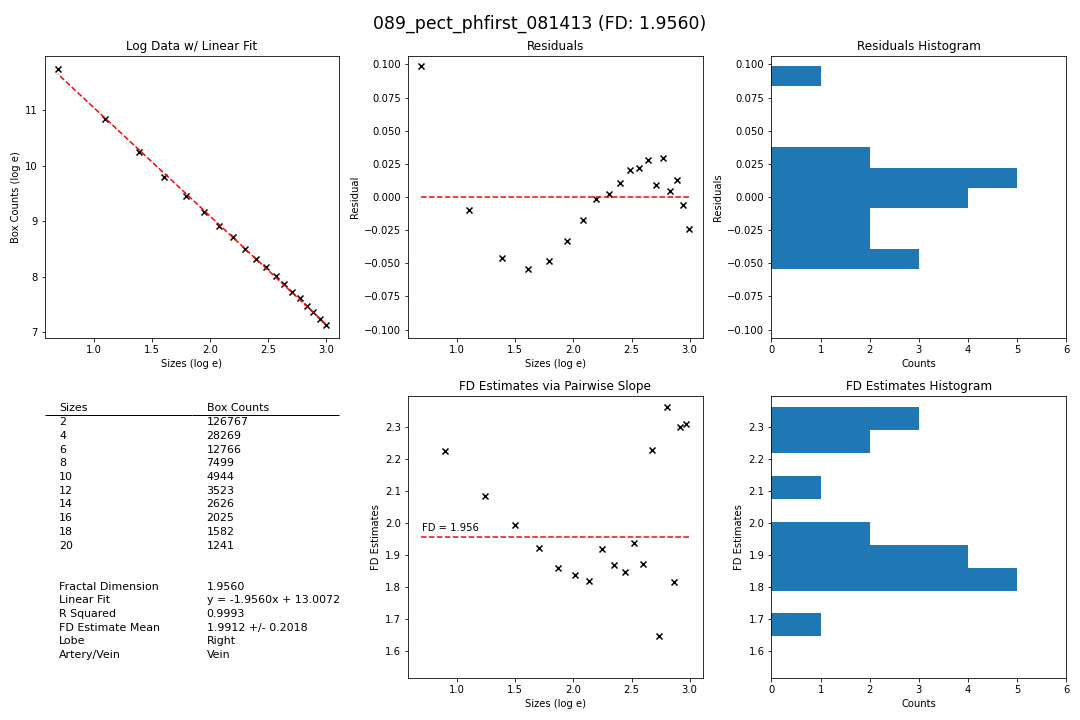 089_pect_phfirst_081413 (FD: 1.9560)
Log Data w/ Linear Fit
Box Counts (log e)
11
10
9
8
7
1.0 1.5 2.0 2.5 3.0
Sizes (log e)
Residuals
Residual
0.100
0.075
0.050
0.025
0.000
−0.025
−0.050
−0.075
−0.100
1.0 1.5 2.0 2.5 3.0
Sizes (log e)
Residuals Histogram
Residuals
0.100
0.075
0.050
0.025
0.000
−0.025
−0.050
−0.075
−0.100
0 1 2 3 4 5 6
Counts
Sizes Box Counts
2 126767
4 28269
6 12766
8 7499
10 4944
12 3523
14 2626
16 2025
18 1582
20 1241
Fractal Dimension 1.9560
Linear Fit y = -1.9560x + 13.0072
R Squared 0.9993
FD Estimate Mean 1.9912 +/- 0.2018
Lobe Right
Artery/Vein Vein
FD Estimates via Pairwise Slope
FD Estimates
2.3
2.2
2.1
2.0
1.9
1.8
1.7
1.6
FD = 1.956
1.0 1.5 2.0 2.5 3.0
Sizes (log e)
FD Estimates Histogram
FD Estimates
2.3
2.2
2.1
2.0
1.9
1.8
1.7
1.6
0 1 2 3 4 5 6
Counts